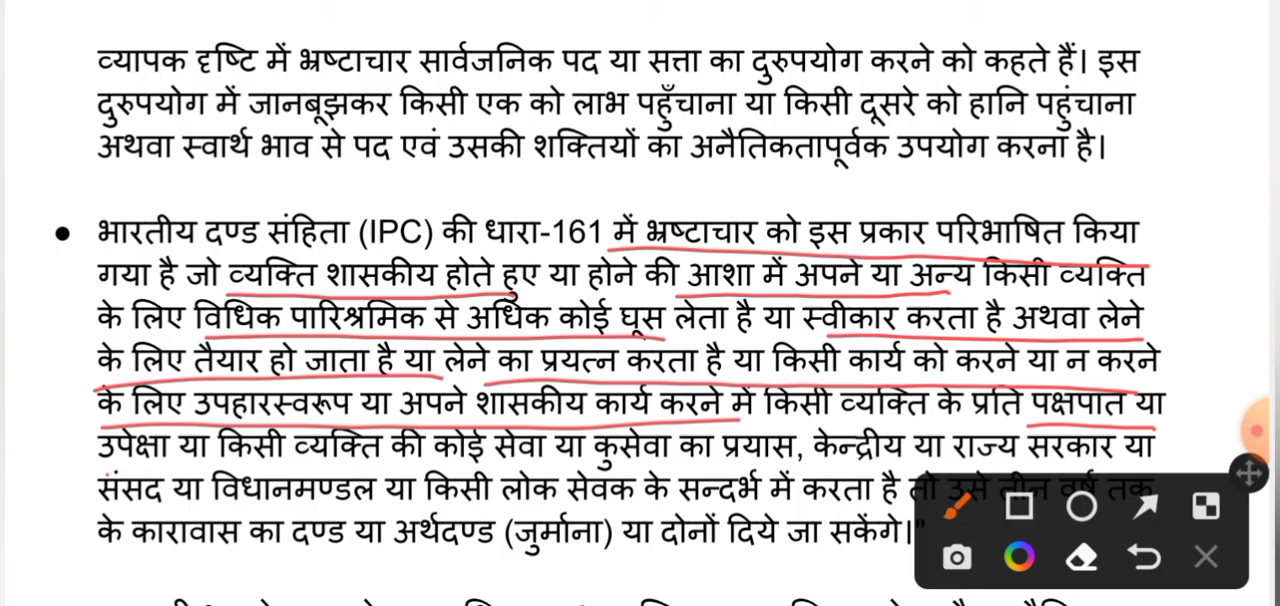 व्यापक दृष्टि में भ्रष्टाचार सार्वजनिक पद या सत्ता का दुरुपयोग करने को कहते हैं। इस
दुरुपयोग में जानबूझकर किसी एक को लाभ पहुँचाना या किसी दूसरे को हानि पहुंचाना
अथवा स्वार्थ भाव से पद एवं उसकी शक्तियों का अनैतिकतापूर्वक उपयोग करना है।
● भारतीय दण्ड संहिता (IPC) की धारा-161 में भ्रष्टाचार को इस प्रकार परिभाषित किया
गया है जो व्यक्ति शासकीय होते हुए या होने की आशा में अपने या अन्य किसी व्यक्ति
के लिए विधिक पारिश्रमिक से अधिक कोई घूस लेता है या स्वीकार करता है अथवा लेने
के लिए तैयार हो जाता है या लेने का प्रयत्न करता है या किसी कार्य को करने या न करने
के लिए उपहारस्वरूप या अपने शासकीय कार्य करने में किसी व्यक्ति के प्रति पक्षपात या
उपेक्षा या किसी व्यक्ति की कोई सेवा या कुसेवा का प्रयास, केन्द्रीय या राज्य सरकार या
संसद या विधानमण्डल या किसी लोक सेवक के सन्दर्भ में करता है तो उसे तीन वर्ष तक
के कारावास का दण्ड या अर्थदण्ड (जुर्माना) या दोनों दिये जा सकेंगे।"